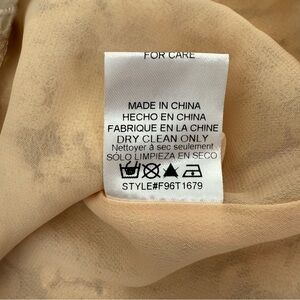 FOR CARE
MADE IN CHINA
HECHO EN CHINA
FABRIQUE EN LA CHINE
DRY CLEAN ONLY
Nettoyer à sec seulement
SOLO LIMPIEZA EN SECO
STYLE#F96T1679